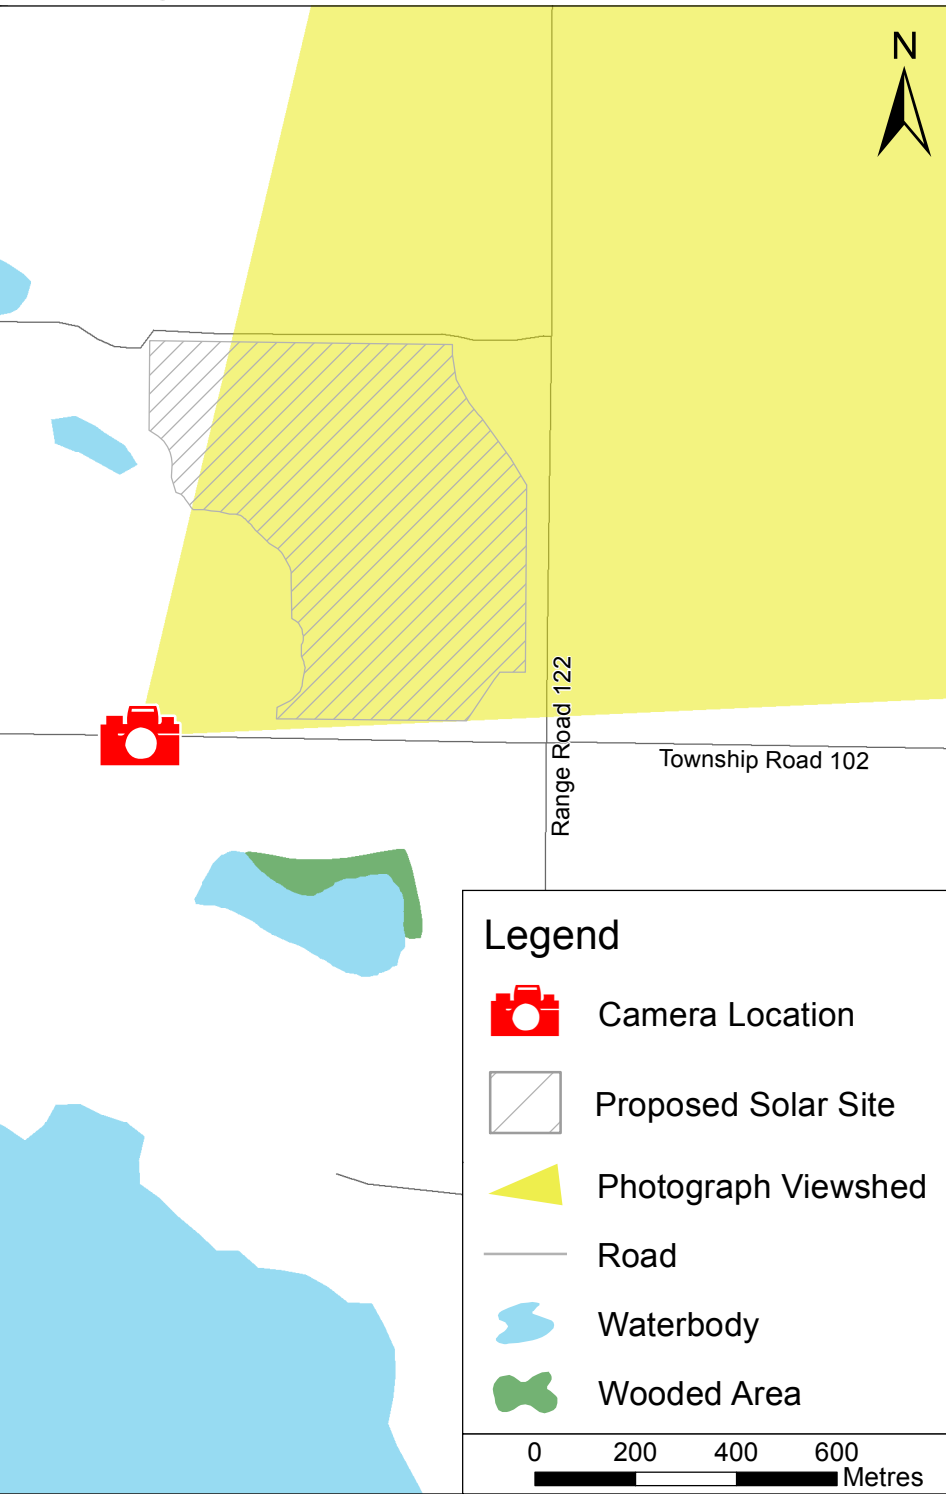 N
Range Road 122
Township Road 102
Legend
Camera Location
Proposed Solar Site
Photograph Viewshed
Road
Waterbody
Wooded Area
0 200 400 600
Metres